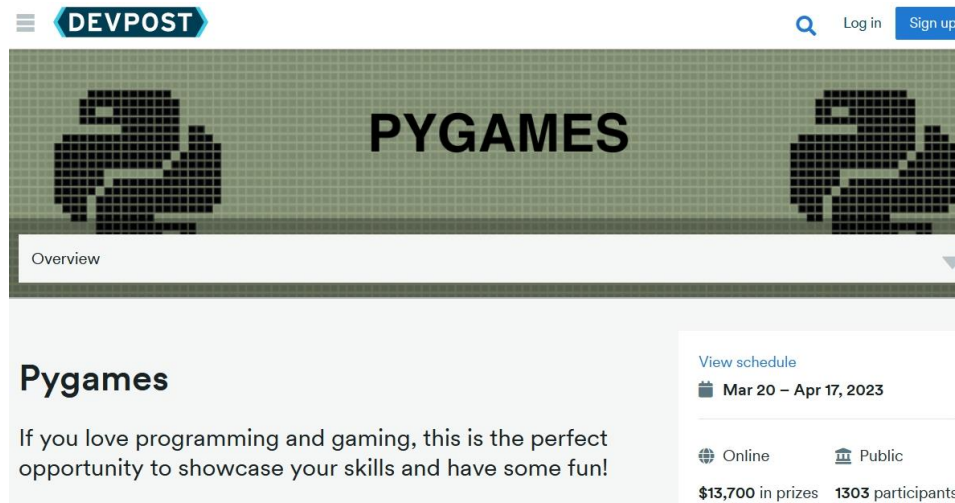 DEVPOST
Log in
Sign up
PYGAMES
Overview
Pygames
If you love programming and gaming, this is the perfect
opportunity to showcase your skills and have some fun!
View schedule
Mar 20 – Apr 17, 2023
Online
Public
$13,700 in prizes
1303 participants